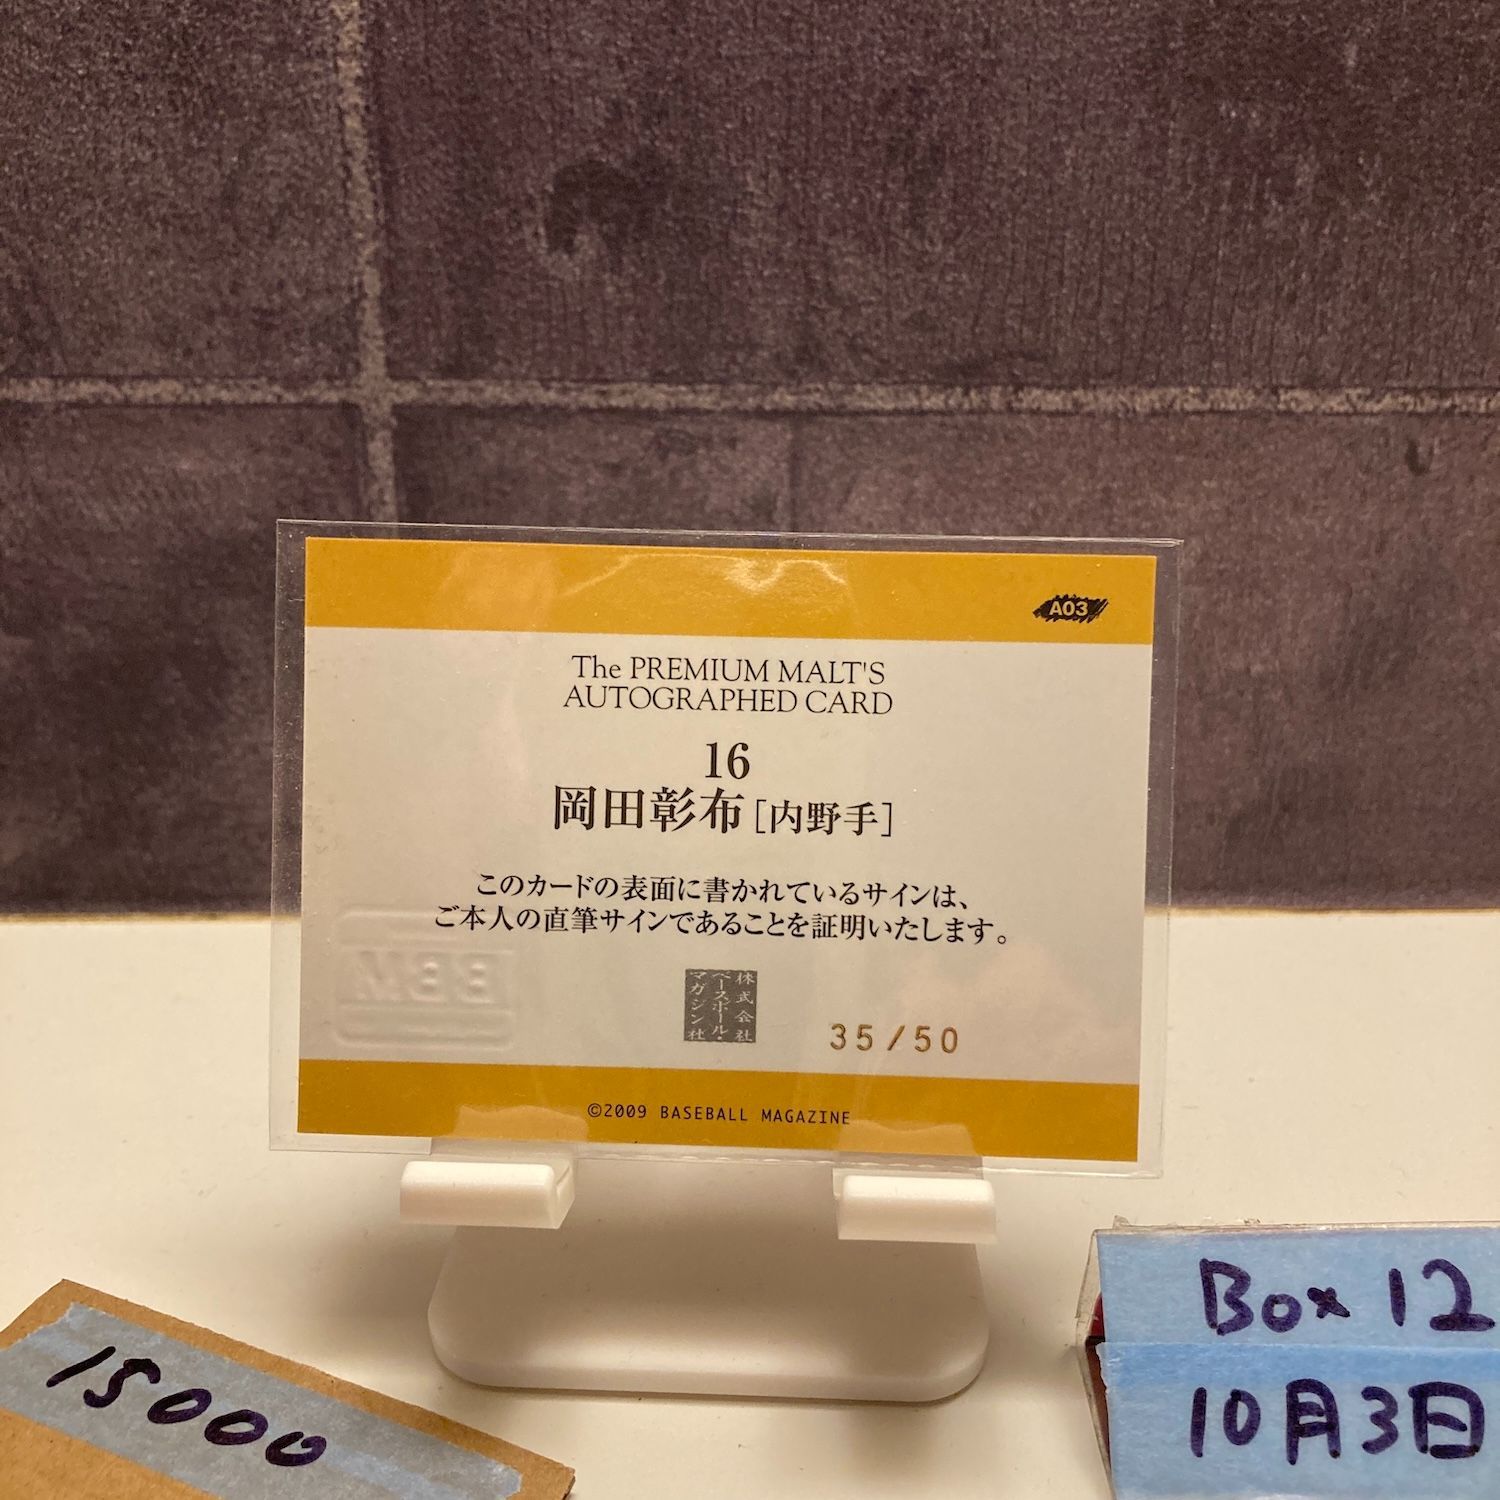 A03
The PREMIUM MALT'S
AUTOGRAPHED CARD
16
岡田彰布[内野手]
このカードの表面に書かれているサインは、
ご本人の直筆サインであることを証明いたします。
BBM
株式会社
ベースボール・
マガジン社
35/50
©2009 BASEBALL MAGAZINE
15000
Box 12
10月3日